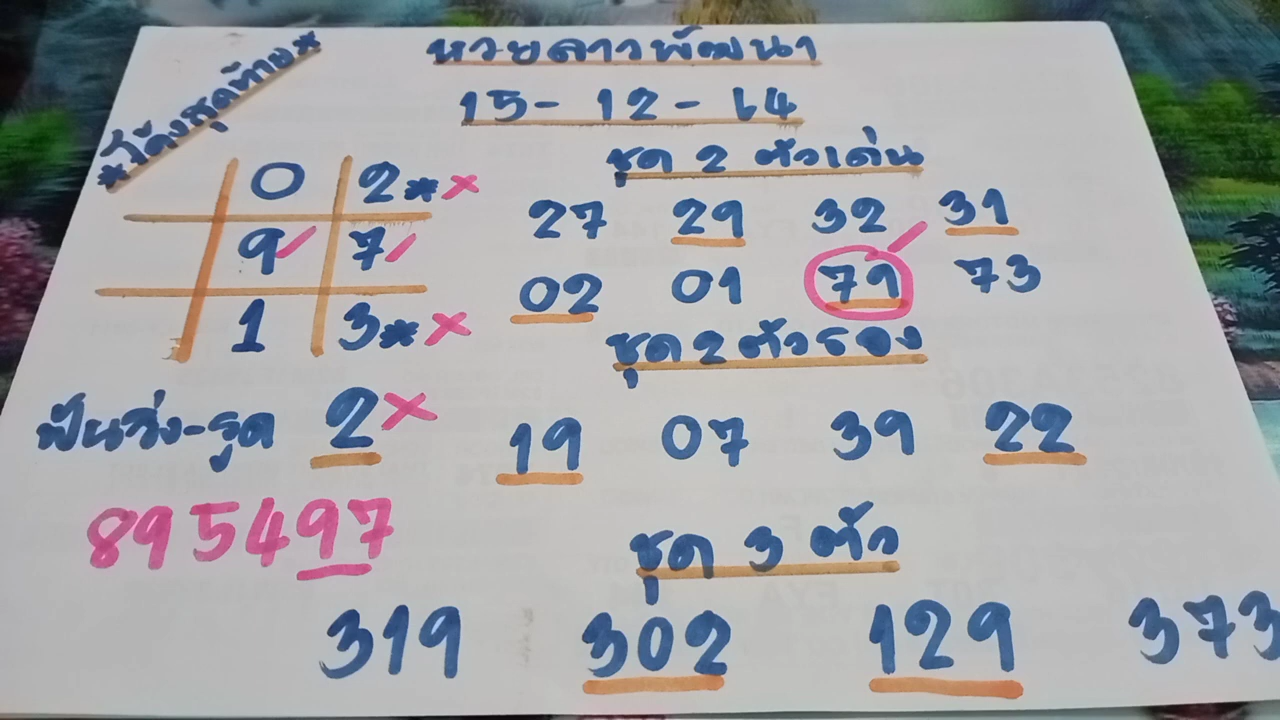 หวยลาวพัฒนา
*โค้งสุดท้าย*
15 - 12 - 64
0 2*×
9✓ 7✓
1 3*×
ชุด 2 ตัวเด่น
27 29 32 31
02 01 79✓ 73
ชุด 2 ตัวรอง
19 07 39 22
ฟันวิ่ง-รูด 2×
895497
ชุด 3 ตัว
319 302 129 373